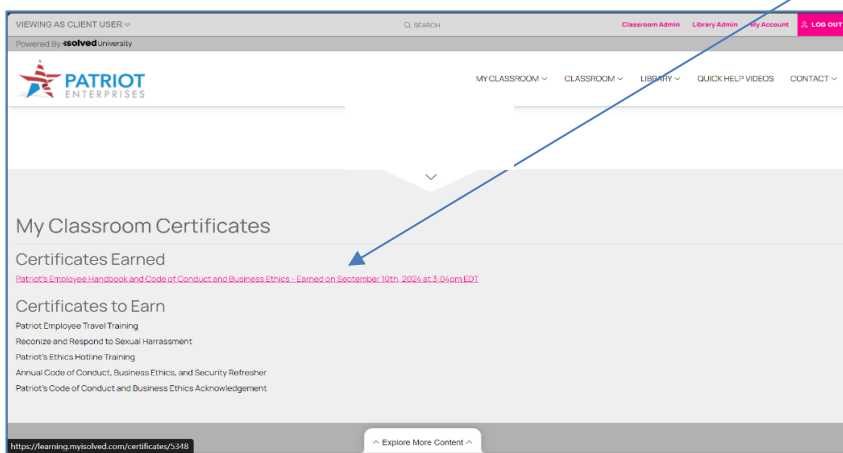 VIEWING AS CLIENT USER
SEARCH
Classroom Admin Library Admin My Account LOG OUT
Powered By isolved University
PATRIOT
ENTERPRISES
MY CLASSROOM CLASSROOM LIBRARY QUICK HELP VIDEOS CONTACT
My Classroom Certificates
Certificates Earned
Patriot's Employee Handbook and Code of Conduct and Business Ethics - Earned on September 10th, 2024 at 3:04pm EDT
Certificates to Earn
Patriot Employee Travel Training
Reconize and Respond to Sexual Harrassment
Patriot's Ethics Hotline Training
Annual Code of Conduct, Business Ethics, and Security Refresher
Patriot's Code of Conduct and Business Ethics Acknowledgement
Explore More Content
https://learning.myisolved.com/certificates/5348